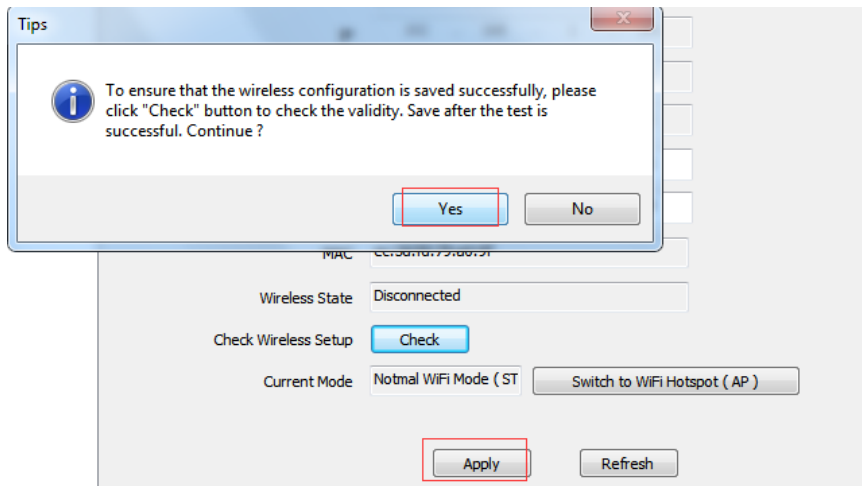 Tips
To ensure that the wireless configuration is saved successfully, please
click "Check" button to check the validity. Save after the test is
successful. Continue ?
Yes No
MAC
Wireless State Disconnected
Check Wireless Setup Check
Current Mode Notmal WiFi Mode ( ST Switch to WiFi Hotspot ( AP )
Apply Refresh